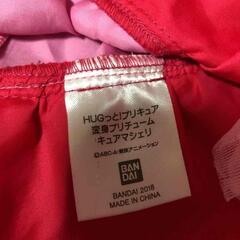 HUGっと!プリキュア
変身プリチューム
キュアマシェリ
©ABC-A・東映アニメーション
BAN
DAI
BANDAI 2018
MADE IN CHINA